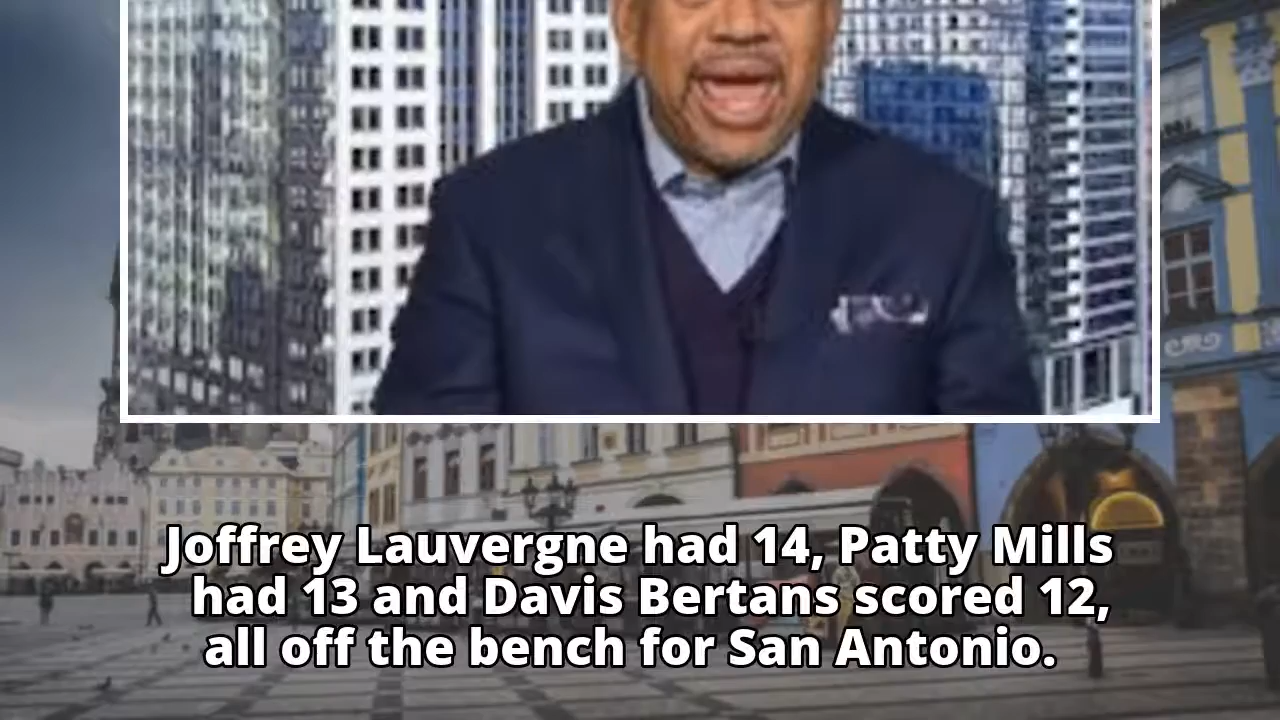 Joffrey Lauvergne had 14, Patty Mills
had 13 and Davis Bertans scored 12,
all off the bench for San Antonio.